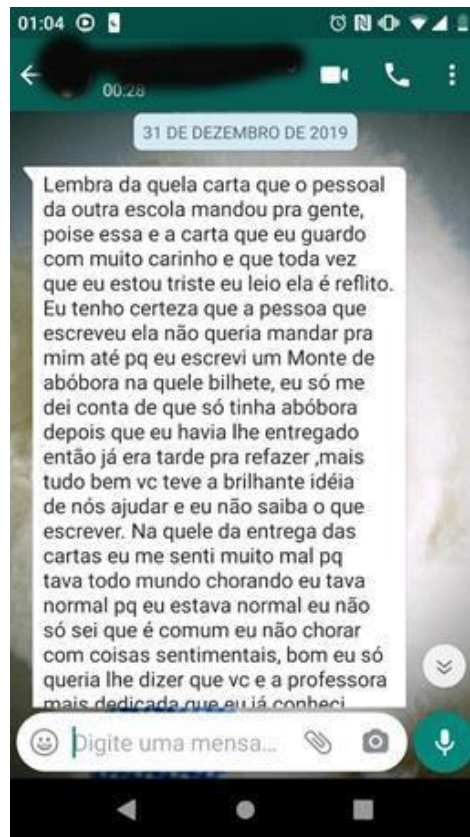 01:04
00:28
31 DE DEZEMBRO DE 2019
Lembra da quela carta que o pessoal
da outra escola mandou pra gente,
poise essa e a carta que eu guardo
com muito carinho e que toda vez
que eu estou triste eu leio ela é reflito.
Eu tenho certeza que a pessoa que
escreveu ela não queria mandar pra
mim até pq eu escrevi um Monte de
abóbora na quele bilhete, eu só me
dei conta de que só tinha abóbora
depois que eu havia lhe entregado
então já era tarde pra refazer ,mais
tudo bem vc teve a brilhante idéia
de nós ajudar e eu não saiba o que
escrever. Na quele da entrega das
cartas eu me senti muito mal pq
tava todo mundo chorando eu tava
normal pq eu estava normal eu não
só sei que é comum eu não chorar
com coisas sentimentais, bom eu só
queria lhe dizer que vc e a professora
mais dedicada que eu já conheci
Digite uma mensa...